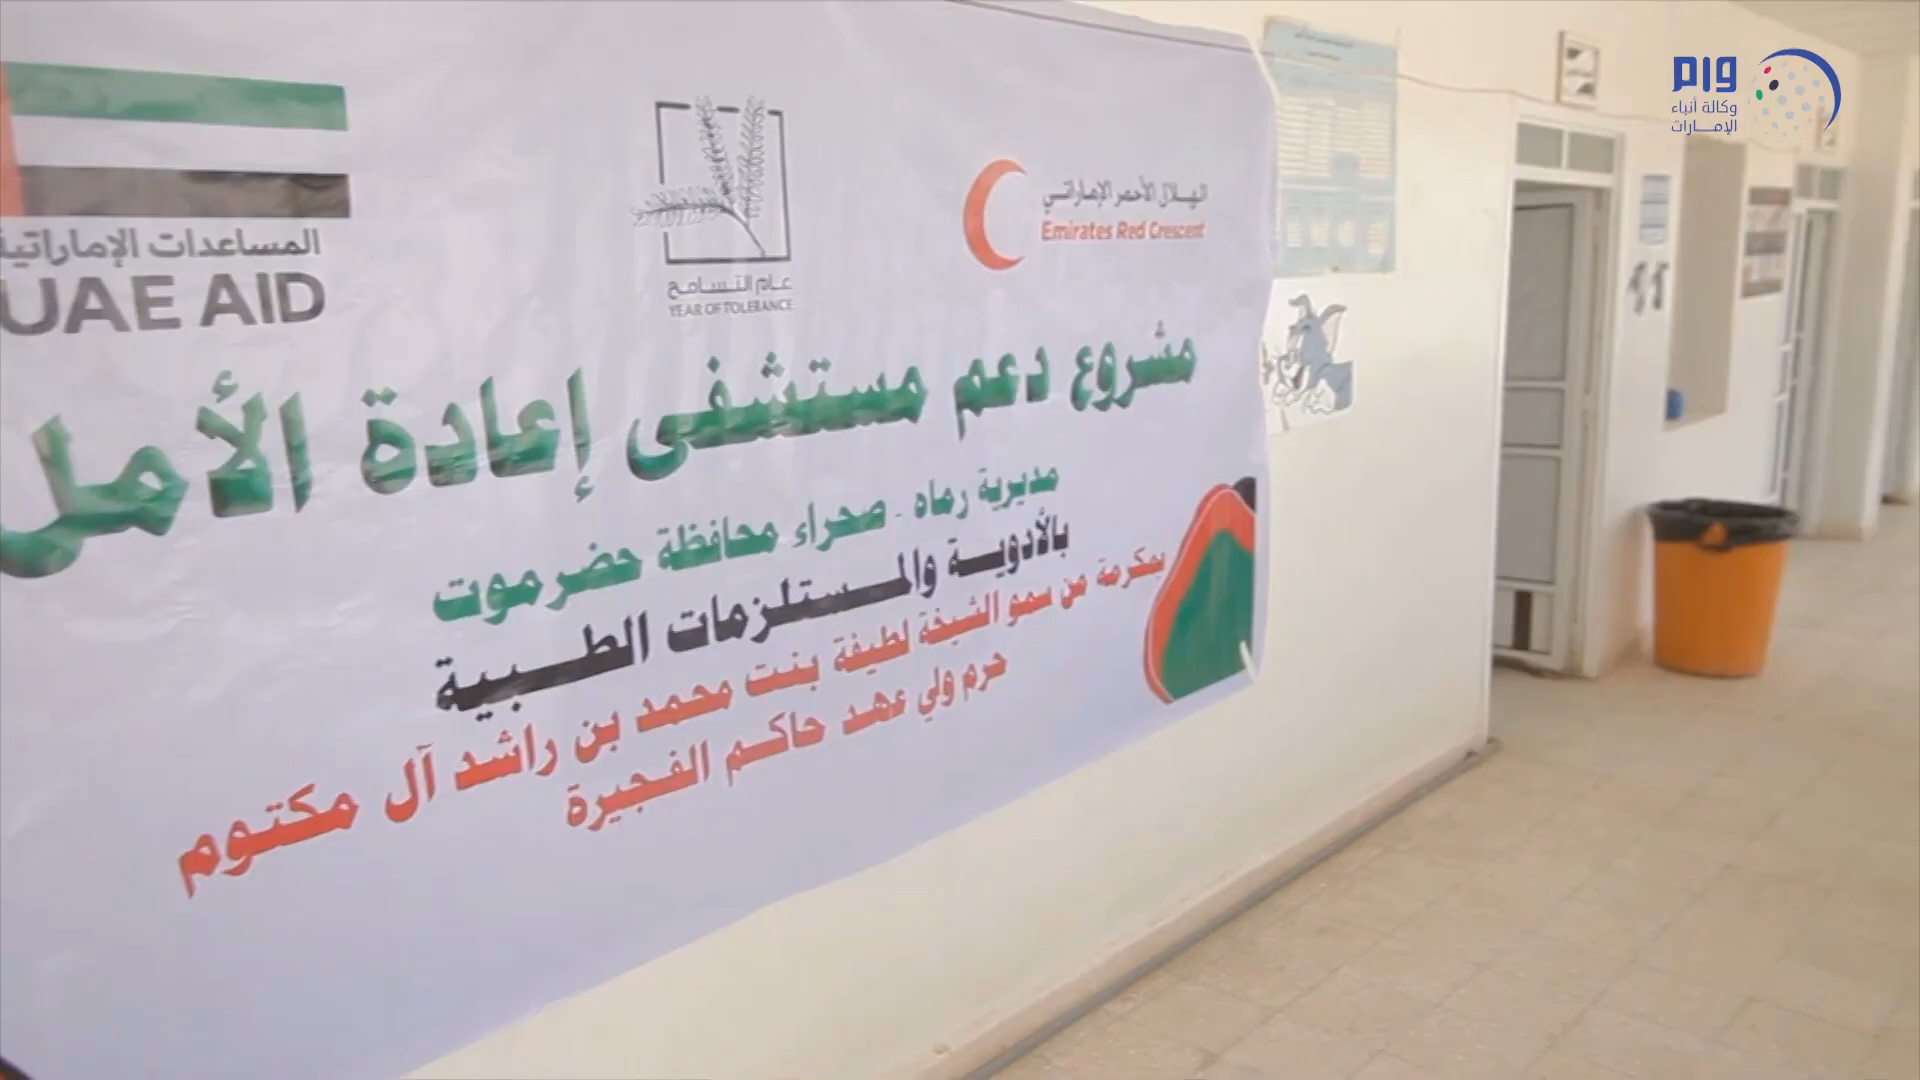 وام
وكالة أنباء
الإمارات
الهلال الأحمر الإماراتي
Emirates Red Crescent
عام التسامح
YEAR OF TOLERANCE
المساعدات الإماراتية
UAE AID
مشروع دعم مستشفى إعادة الأمل
مديرية رماه - صحراء محافظة حضرموت
بالأدوية والمستلزمات الطبية
بمكرمة من سمو الشيخة لطيفة بنت محمد بن راشد آل مكتوم
حرم ولي عهد حاكم الفجيرة